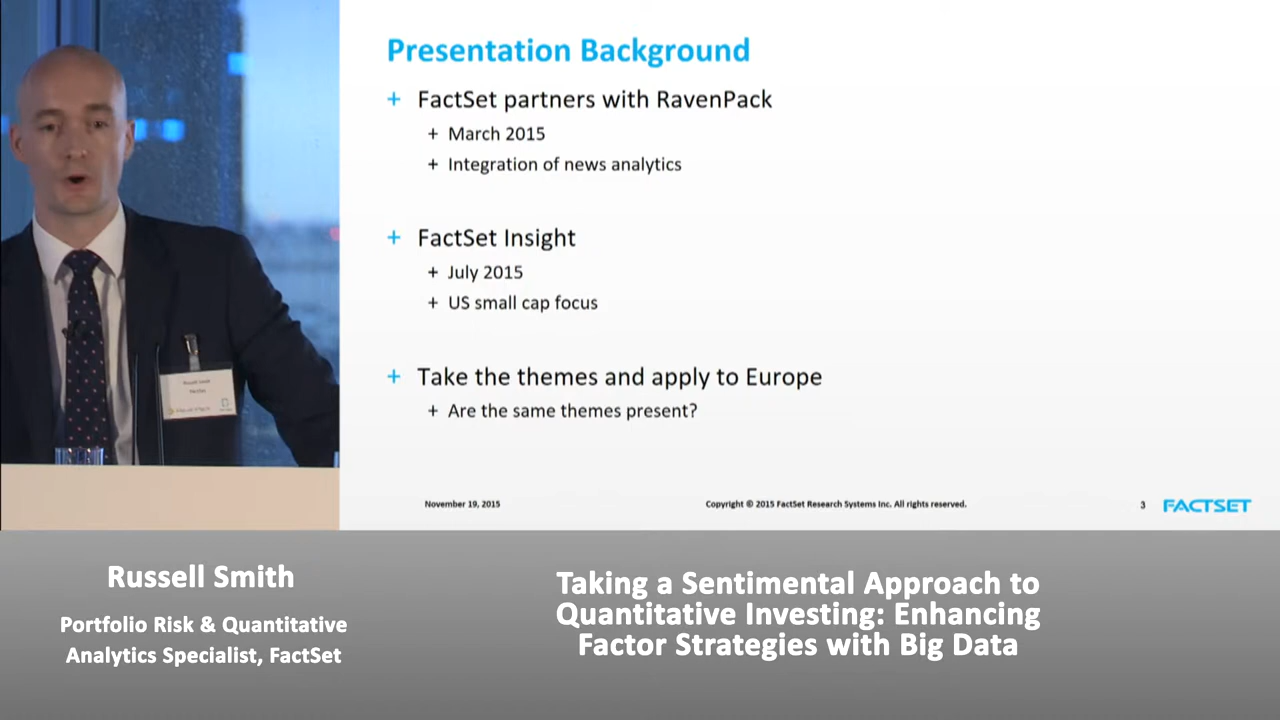 Presentation Background
+ FactSet partners with RavenPack
+ March 2015
+ Integration of news analytics
+ FactSet Insight
+ July 2015
+ US small cap focus
+ Take the themes and apply to Europe
+ Are the same themes present?
November 19, 2015
Copyright © 2015 FactSet Research Systems Inc. All rights reserved.
3
FACTSET
Russell Smith
Portfolio Risk & Quantitative
Analytics Specialist, FactSet
Taking a Sentimental Approach to
Quantitative Investing: Enhancing
Factor Strategies with Big Data